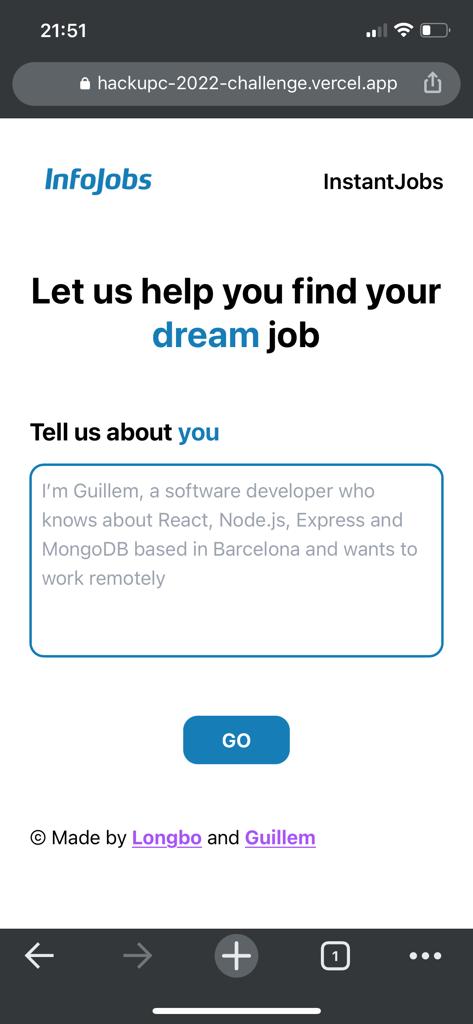 21:51
hackupc-2022-challenge.vercel.app
InfoJobs
InstantJobs
Let us help you find your
dream job
Tell us about you
I'm Guillem, a software developer who
knows about React, Node.js, Express and
MongoDB based in Barcelona and wants to
work remotely
GO
© Made by Longbo and Guillem
1